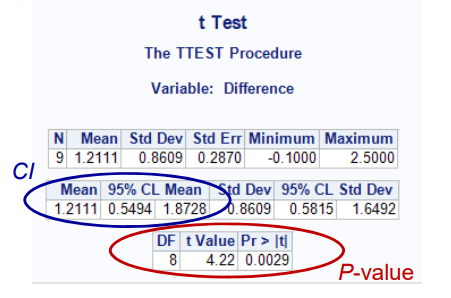 t Test
The TTEST Procedure
Variable: Difference
N Mean Std Dev Std Err Minimum Maximum
9 1.2111 0.8609 0.2870 -0.1000 2.5000
CI
Mean 95% CL Mean Std Dev 95% CL Std Dev
1.2111 0.5494 1.8728 0.8609 0.5815 1.6492
DF t Value Pr > |t|
8 4.22 0.0029
P-value